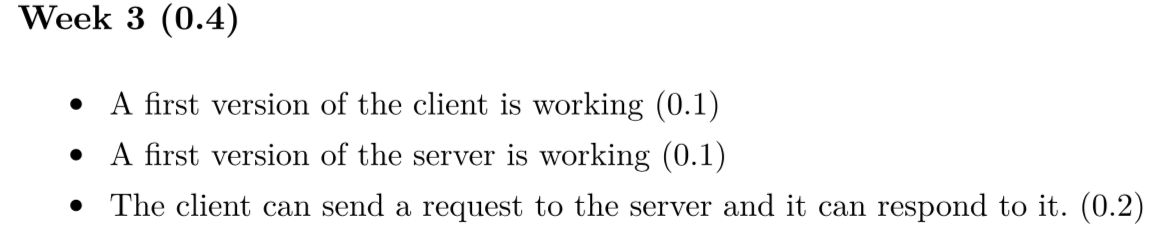 Week 3 (0.4)
• A first version of the client is working (0.1)
• A first version of the server is working (0.1)
• The client can send a request to the server and it can respond to it. (0.2)